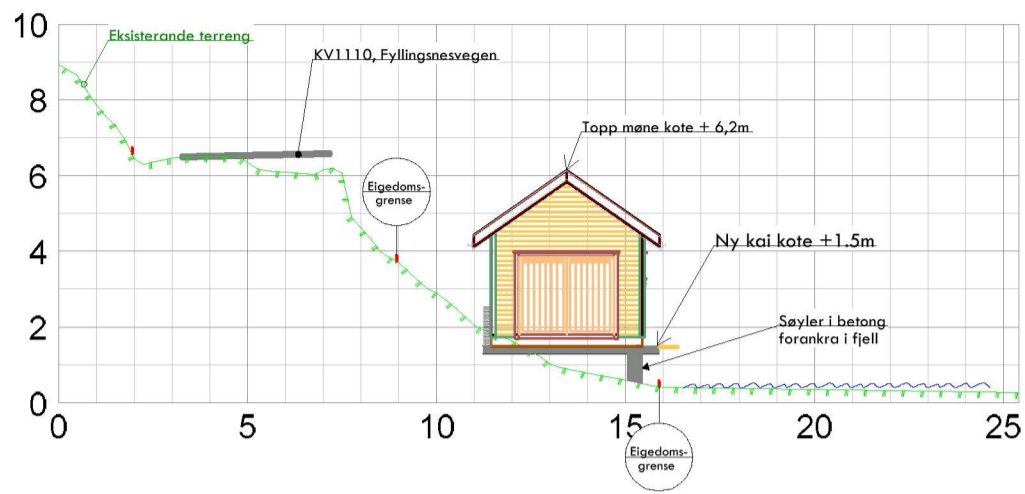 10
Eksisterande terreng
KV1110, Fyllingsnesvegen
8
Topp møne kote + 6,2m
6
Eigedoms-
grense
Ny kai kote +1.5m
4
Søyler i betong
forankra i fjell
2
0
0 5 10 15 20 25
Eigedoms-
grense